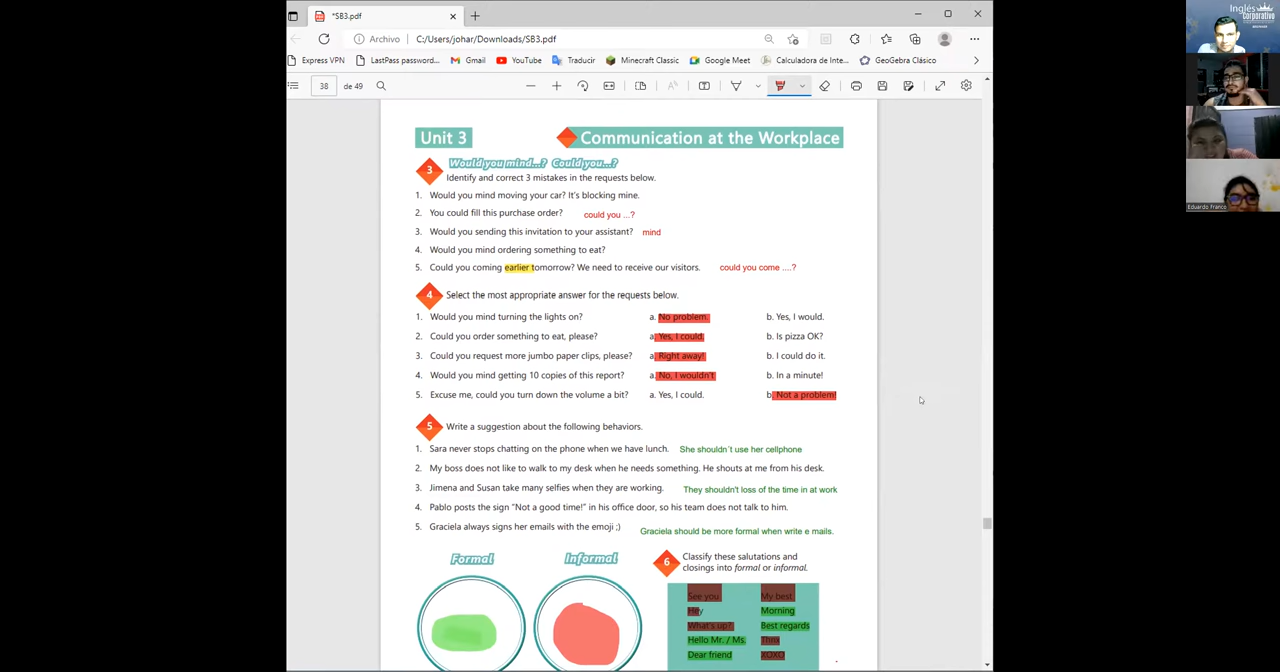 *SB3.pdf
Archivo C:/Users/johar/Downloads/SB3.pdf
Express VPN LastPass password... Gmail YouTube Traducir Minecraft Classic Google Meet Calculadora de Inte... GeoGebra Clásico
38 de 49
Inglés Corporativo
Eduardo Franco
Unit 3 Communication at the Workplace
3 Would you mind...? Could you...?
Identify and correct 3 mistakes in the requests below.
1. Would you mind moving your car? It's blocking mine.
2. You could fill this purchase order? could you ...?
3. Would you sending this invitation to your assistant? mind
4. Would you mind ordering something to eat?
5. Could you coming earlier tomorrow? We need to receive our visitors. could you come ....?
4 Select the most appropriate answer for the requests below.
1. Would you mind turning the lights on? a. No problem. b. Yes, I would.
2. Could you order something to eat, please? a. Yes, I could. b. Is pizza OK?
3. Could you request more jumbo paper clips, please? a. Right away! b. I could do it.
4. Would you mind getting 10 copies of this report? a. No, I wouldn't. b. In a minute!
5. Excuse me, could you turn down the volume a bit? a. Yes, I could. b. Not a problem!
5 Write a suggestion about the following behaviors.
1. Sara never stops chatting on the phone when we have lunch. She shouldn´t use her cellphone
2. My boss does not like to walk to my desk when he needs something. He shouts at me from his desk.
3. Jimena and Susan take many selfies when they are working. They shouldn't loss of the time in at work
4. Pablo posts the sign "Not a good time!" in his office door, so his team does not talk to him.
5. Graciela always signs her emails with the emoji ;) Graciela should be more formal when write e mails.
Formal Informal
6 Classify these salutations and
closings into formal or informal.
See you. My best
Hey Morning
What's up? Best regards
Hello Mr. / Ms. Thnx
Dear friend XOXO